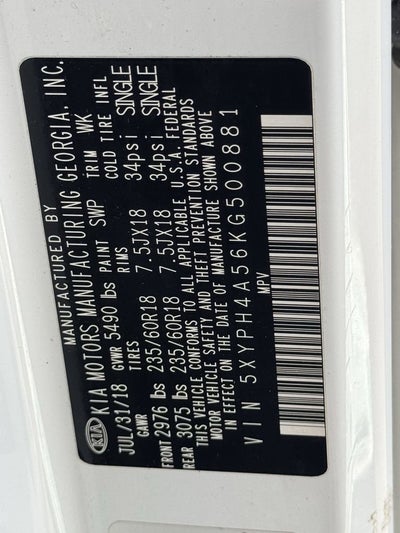 MANUFACTURED BY
KIA KIA MOTORS MANUFACTURING GEORGIA, INC.
JUL/31/18 GVWR 5490 lbs PAINT SWP TRIM WK
GAWR TIRES RIMS COLD TIRE INFL
FRONT 2976 lbs 235/60R18 7.5JX18 34psi SINGLE
REAR 3075 lbs 235/60R18 7.5JX18 34psi SINGLE
THIS VEHICLE CONFORMS TO ALL APPLICABLE U.S.A. FEDERAL
MOTOR VEHICLE SAFETY AND THEFT PREVENTION STANDARDS
IN EFFECT ON THE DATE OF MANUFACTURE SHOWN ABOVE
VIN 5XYPH4A56KG500881
MPV